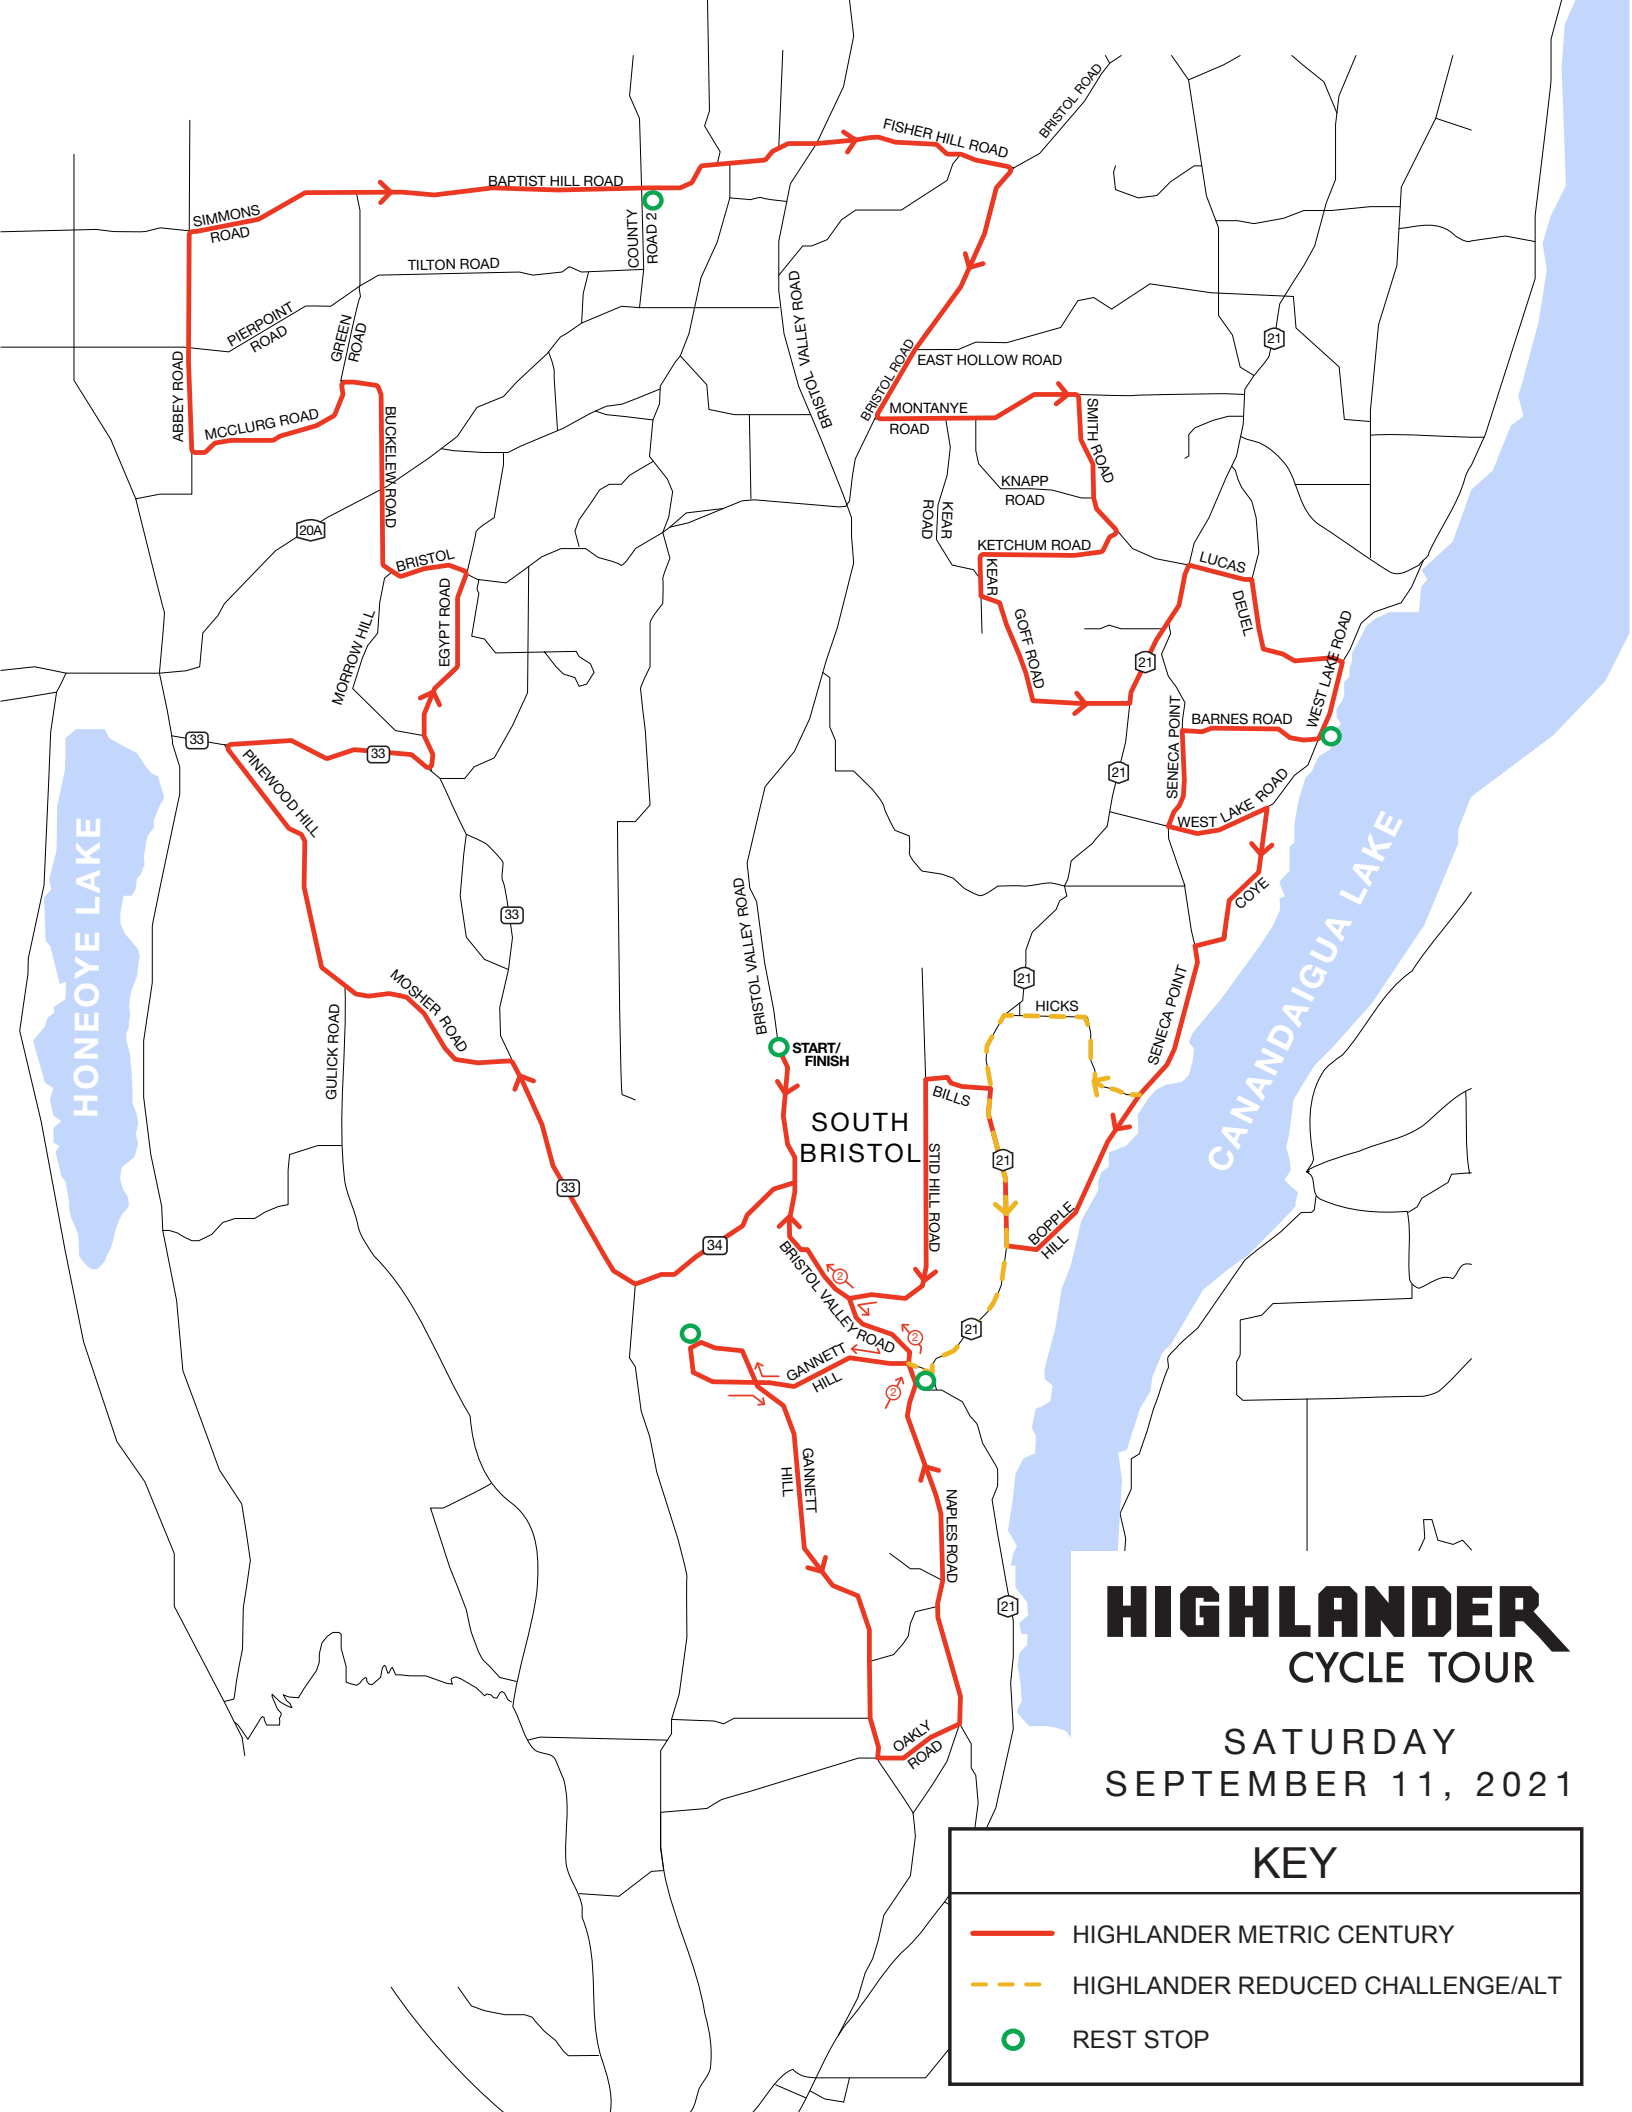 BRISTOL ROAD
FISHER HILL ROAD
BAPTIST HILL ROAD
SIMMONS
ROAD
COUNTY
ROAD 2
TILTON ROAD
PIERPOINT
ROAD
GREEN
ROAD
BRISTOL VALLEY ROAD
BRISTOL
21
ABBEY ROAD
MCCLURG ROAD
BUCKELEW ROAD
BRISTOL ROAD
EAST HOLLOW ROAD
MONTANYE
ROAD
SMITH ROAD
KNAPP
ROAD
KEAR
ROAD
20A
BRISTOL
KETCHUM ROAD
KEAR
LUCAS
DEUEL
EGYPT ROAD
MORROW HILL
GOFF ROAD
21
WEST LAKE ROAD
SENECA POINT
BARNES ROAD
33
33
PINEWOOD HILL
21
WEST LAKE ROAD
HONEOYE LAKE
CANANDAIGUA LAKE
COYE
33
BRISTOL VALLEY ROAD
MOSHER ROAD
GULICK ROAD
21
HICKS
SENECA POINT
START/
FINISH
BILLS
SOUTH
BRISTOL
STID HILL ROAD
21
33
34
BOPPLE
HILL
BRISTOL VALLEY ROAD
2
2
2
21
GANNETT
HILL
GANNETT
HILL
NAPLES ROAD
21
OAKLY
ROAD
HIGHLANDER
CYCLE TOUR
SATURDAY
SEPTEMBER 11, 2021
KEY
HIGHLANDER METRIC CENTURY
HIGHLANDER REDUCED CHALLENGE/ALT
REST STOP